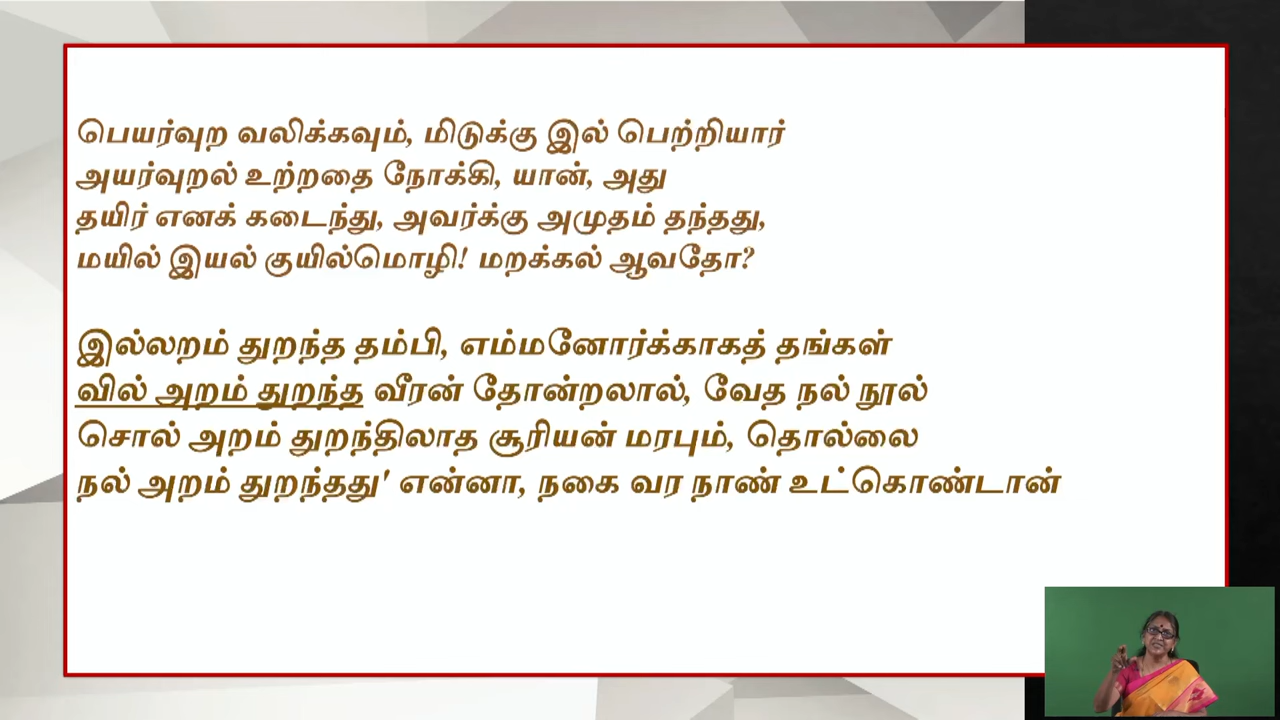 பெயர்வுற வலிக்கவும், மிடுக்கு இல் பெற்றியார்
அயர்வுறல் உற்றதை நோக்கி, யான், அது
தயிர் எனக் கடைந்து, அவர்க்கு அமுதம் தந்தது,
மயில் இயல் குயில்மொழி! மறக்கல் ஆவதோ?
இல்லறம் துறந்த தம்பி, எம்மனோர்க்காகத் தங்கள்
வில் அறம் துறந்த வீரன் தோன்றலால், வேத நல் நூல்
சொல் அறம் துறந்திலாத சூரியன் மரபும், தொல்லை
நல் அறம் துறந்தது' என்னா, நகை வர நாண் உட்கொண்டான்